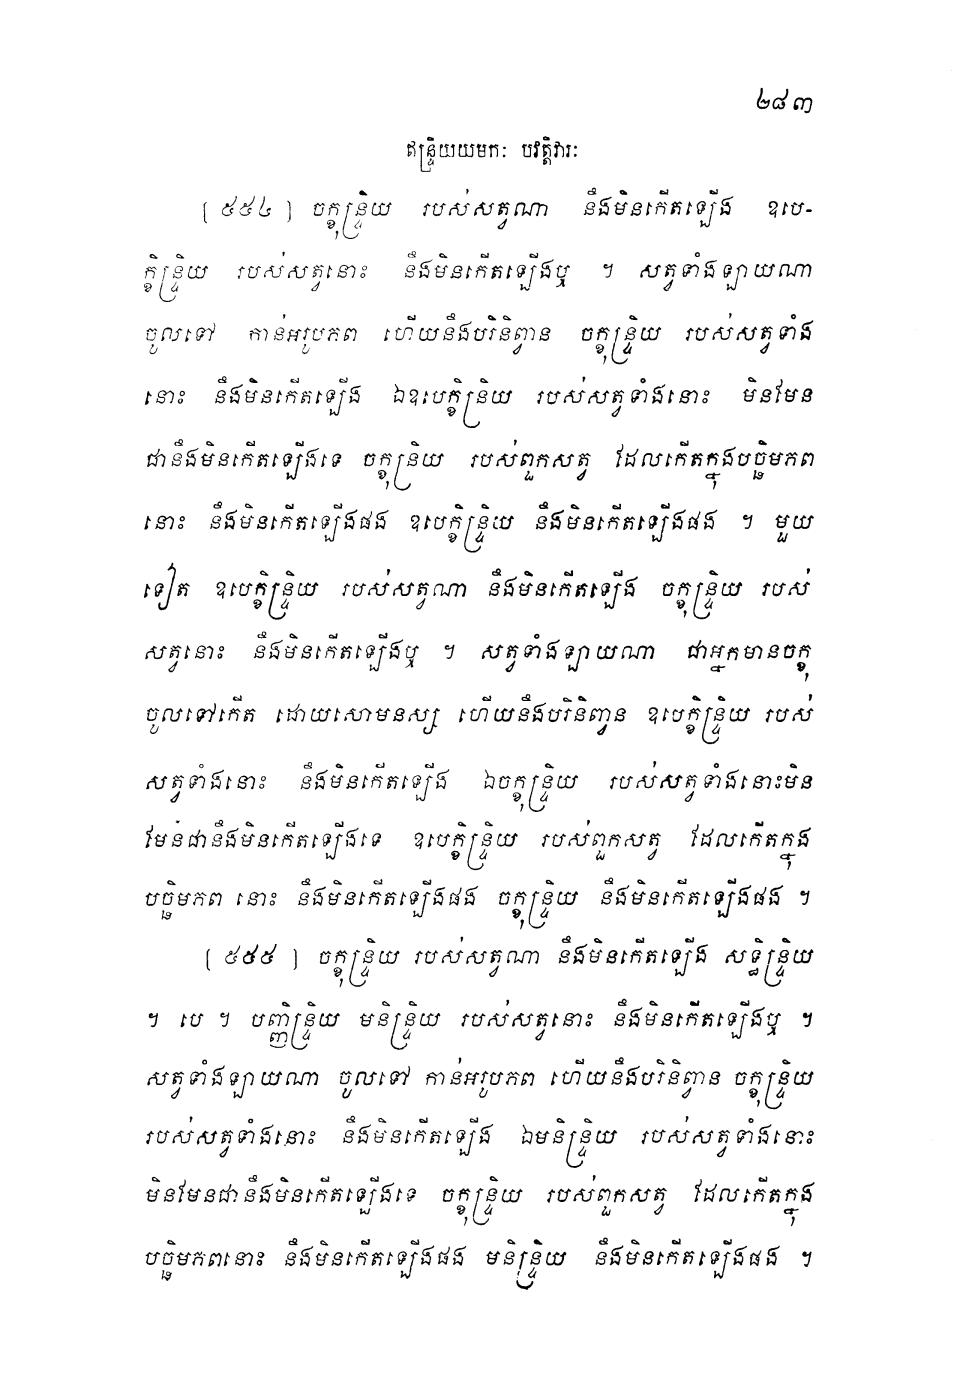 ២៨៣
ឥន្ទ្រិយយមកៈ បវត្តិវារៈ
(៥៥៤) ចក្ខុន្ទ្រិយ របស់សត្វណា នឹងមិនកើតឡើង ឧបេ-
ក្ខិន្ទ្រិយ របស់សត្វនោះ នឹងមិនកើតឡើងឬ ។ សត្វទាំងឡាយណា
ចូលទៅ កាន់អរូបភព ហើយនឹងបរិនិព្វាន ចក្ខុន្ទ្រិយ របស់សត្វទាំង
នោះ នឹងមិនកើតឡើង ឯឧបេក្ខិន្ទ្រិយ របស់សត្វទាំងនោះ មិនមែន
ជានឹងមិនកើតឡើងទេ ចក្ខុន្ទ្រិយ របស់ពួកសត្វ ដែលកើតក្នុងបច្ឆិមភព
នោះ នឹងមិនកើតឡើងផង ឧបេក្ខិន្ទ្រិយ នឹងមិនកើតឡើងផង ។ មួយ
ទៀត ឧបេក្ខិន្ទ្រិយ របស់សត្វណា នឹងមិនកើតឡើង ចក្ខុន្ទ្រិយ របស់
សត្វនោះ នឹងមិនកើតឡើងឬ ។ សត្វទាំងឡាយណា ជាអ្នកមានចក្ខុ
ចូលទៅកើត ដោយសោមនស្ស ហើយនឹងបរិនិព្វាន ឧបេក្ខិន្ទ្រិយ របស់
សត្វទាំងនោះ នឹងមិនកើតឡើង ឯចក្ខុន្ទ្រិយ របស់សត្វទាំងនោះមិន
មែនជានឹងមិនកើតឡើងទេ ឧបេក្ខិន្ទ្រិយ របស់ពួកសត្វ ដែលកើតក្នុង
បច្ឆិមភព នោះ នឹងមិនកើតឡើងផង ចក្ខុន្ទ្រិយ នឹងមិនកើតឡើងផង ។
(៥៥៥) ចក្ខុន្ទ្រិយ របស់សត្វណា នឹងមិនកើតឡើង សទ្ធិន្ទ្រិយ
។ បេ ។ បញ្ញិន្ទ្រិយ មនិន្ទ្រិយ របស់សត្វនោះ នឹងមិនកើតឡើងឬ ។
សត្វទាំងឡាយណា ចូលទៅ កាន់អរូបភព ហើយនឹងបរិនិព្វាន ចក្ខុន្ទ្រិយ
របស់សត្វទាំងនោះ នឹងមិនកើតឡើង ឯមនិន្ទ្រិយ របស់សត្វទាំងនោះ
មិនមែនជានឹងមិនកើតឡើងទេ ចក្ខុន្ទ្រិយ របស់ពួកសត្វ ដែលកើតក្នុង
បច្ឆិមភពនោះ នឹងមិនកើតឡើងផង មនិន្ទ្រិយ នឹងមិនកើតឡើងផង ។